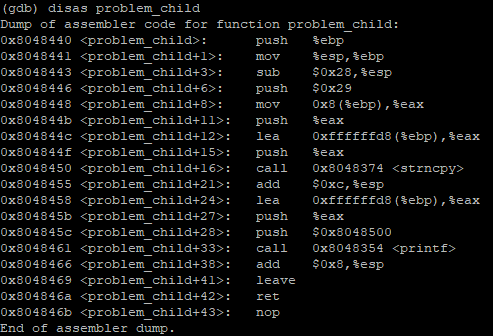 (gdb) disas problem_child
Dump of assembler code for function problem_child:
0x8048440 <problem_child>:      push   %ebp
0x8048441 <problem_child+1>:    mov    %esp,%ebp
0x8048443 <problem_child+3>:    sub    $0x28,%esp
0x8048446 <problem_child+6>:    push   $0x29
0x8048448 <problem_child+8>:    mov    0x8(%ebp),%eax
0x804844b <problem_child+11>:   push   %eax
0x804844c <problem_child+12>:   lea    0xffffffd8(%ebp),%eax
0x804844f <problem_child+15>:   push   %eax
0x8048450 <problem_child+16>:   call   0x8048374 <strncpy>
0x8048455 <problem_child+21>:   add    $0xc,%esp
0x8048458 <problem_child+24>:   lea    0xffffffd8(%ebp),%eax
0x804845b <problem_child+27>:   push   %eax
0x804845c <problem_child+28>:   push   $0x8048500
0x8048461 <problem_child+33>:   call   0x8048354 <printf>
0x8048466 <problem_child+38>:   add    $0x8,%esp
0x8048469 <problem_child+41>:   leave
0x804846a <problem_child+42>:   ret
0x804846b <problem_child+43>:   nop
End of assembler dump.